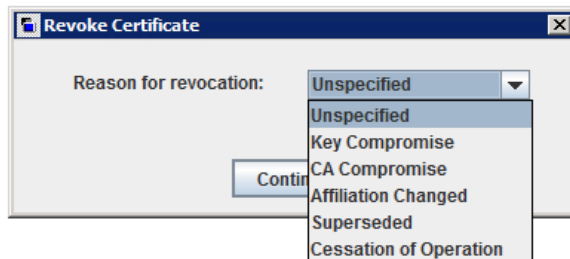 Revoke Certificate
Reason for revocation: Unspecified
Unspecified
Key Compromise
CA Compromise
Contin Affiliation Changed
Superseded
Cessation of Operation